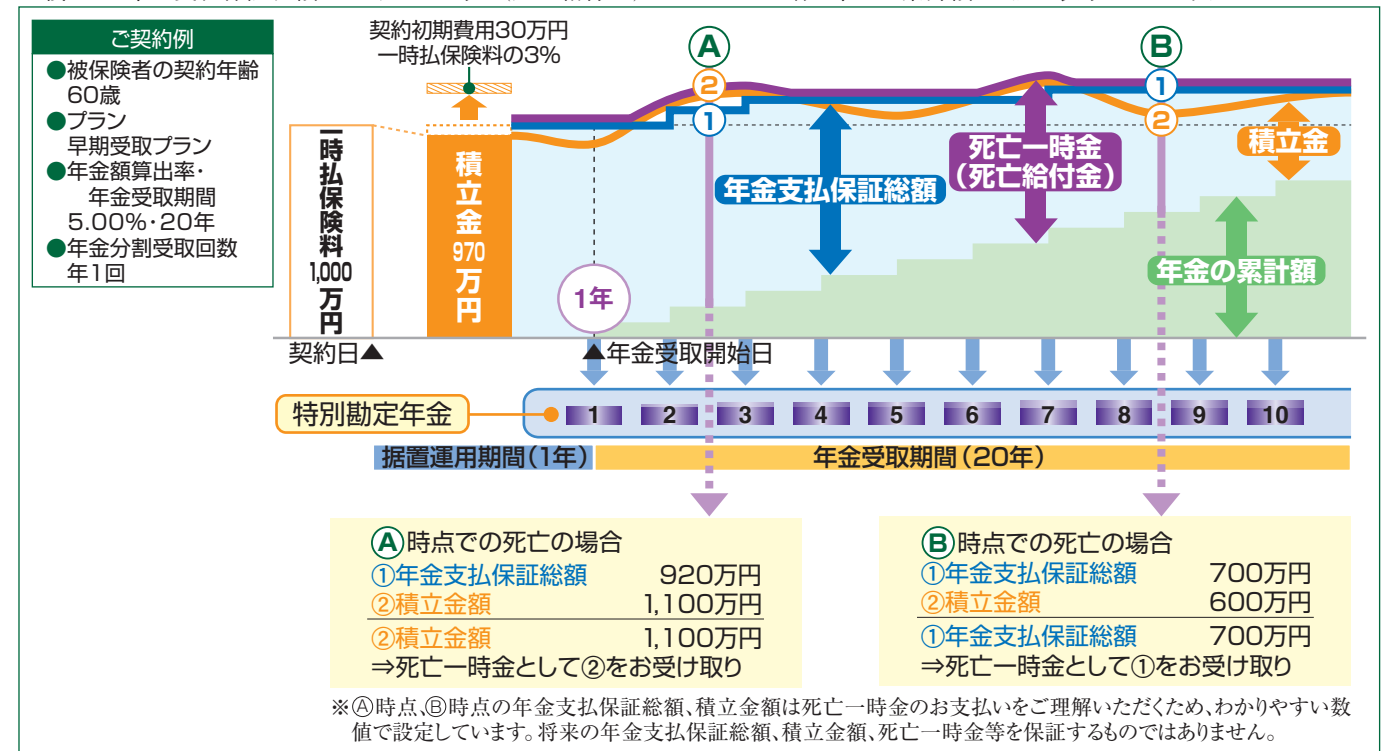 ご契約例
●被保険者の契約年齢
60歳
●プラン
早期受取プラン
●年金額算出率・
年金受取期間
5.00%・20年
●年金分割受取回数
年1回
契約初期費用30万円
一時払保険料の3%
一時払保険料1,000万円
積立金970万円
A
②
①
B
①
②
年金支払保証総額
死亡一時金
(死亡給付金)
積立金
年金の累計額
1年
契約日▲
▲年金受取開始日
特別勘定年金
1 2 3 4 5 6 7 8 9 10
据置運用期間(1年)
年金受取期間(20年)
Ⓐ時点での死亡の場合
①年金支払保証総額 920万円
②積立金額 1,100万円
②積立金額 1,100万円
⇒死亡一時金として②をお受け取り
Ⓑ時点での死亡の場合
①年金支払保証総額 700万円
②積立金額 600万円
①年金支払保証総額 700万円
⇒死亡一時金として①をお受け取り
※Ⓐ時点、Ⓑ時点の年金支払保証総額、積立金額は死亡一時金のお支払いをご理解いただくため、わかりやすい数
値で設定しています。将来の年金支払保証総額、積立金額、死亡一時金等を保証するものではありません。